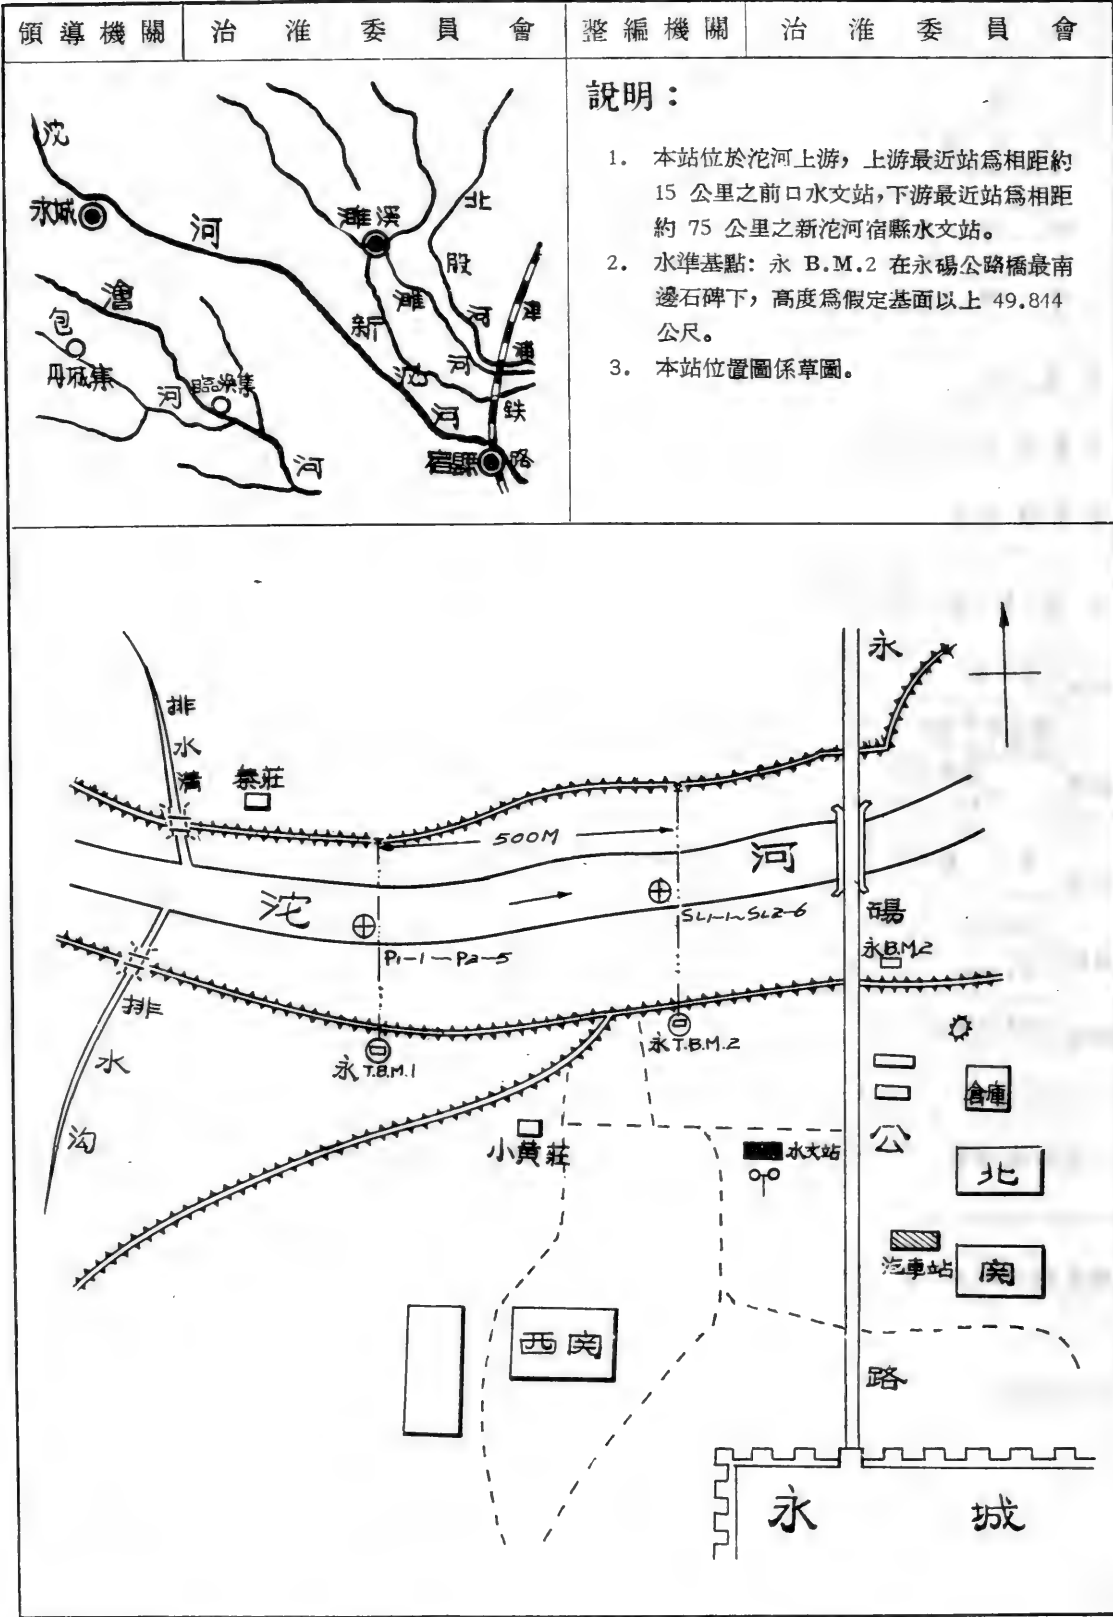 領導機關 治淮委員會 整編機關 治淮委員會
沱河
永城
濉溪
北股河
濉河
新沱河
津浦鉄路
澮河
包河
丹城集
臨渙集
宿縣
說明：
1. 本站位於沱河上游，上游最近站爲相距約
15 公里之前口水文站，下游最近站爲相距
約 75 公里之新沱河宿縣水文站。
2. 水準基點：永 B.M.2 在永碭公路橋最南
邊石碑下，高度爲假定基面以上 49.844
公尺。
3. 本站位置圖係草圖。
永碭公路
排水溝
秦莊
500M
沱河
SL1-1～SL2-6
P1-1～P2-5
永B.M.2
排水沟
永T.B.M.1
永T.B.M.2
倉庫
小黄莊
水文站
北関
汽車站
西関
永城